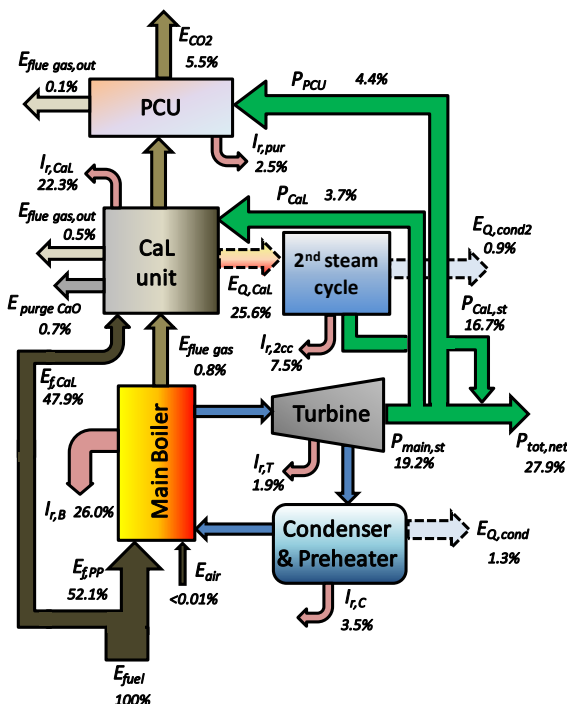 E_CO2
5.5%
E_flue gas,out
0.1%
PCU
P_PCU 4.4%
I_r,pur
2.5%
I_r,CaL
22.3%
P_CaL 3.7%
E_flue gas,out
0.5%
CaL
unit
2nd steam
cycle
E_Q,cond2
0.9%
E_Q,CaL
25.6%
E_purge CaO
0.7%
P_CaL,st
16.7%
I_r,2cc
7.5%
E_flue gas
0.8%
E_f,CaL
47.9%
Main Boiler
Turbine
P_main,st
19.2%
P_tot,net
27.9%
I_r,T
1.9%
I_r,B 26.0%
Condenser
& Preheater
E_Q,cond
1.3%
E_f,PP
52.1%
E_air
<0.01%
I_r,C
3.5%
E_fuel
100%